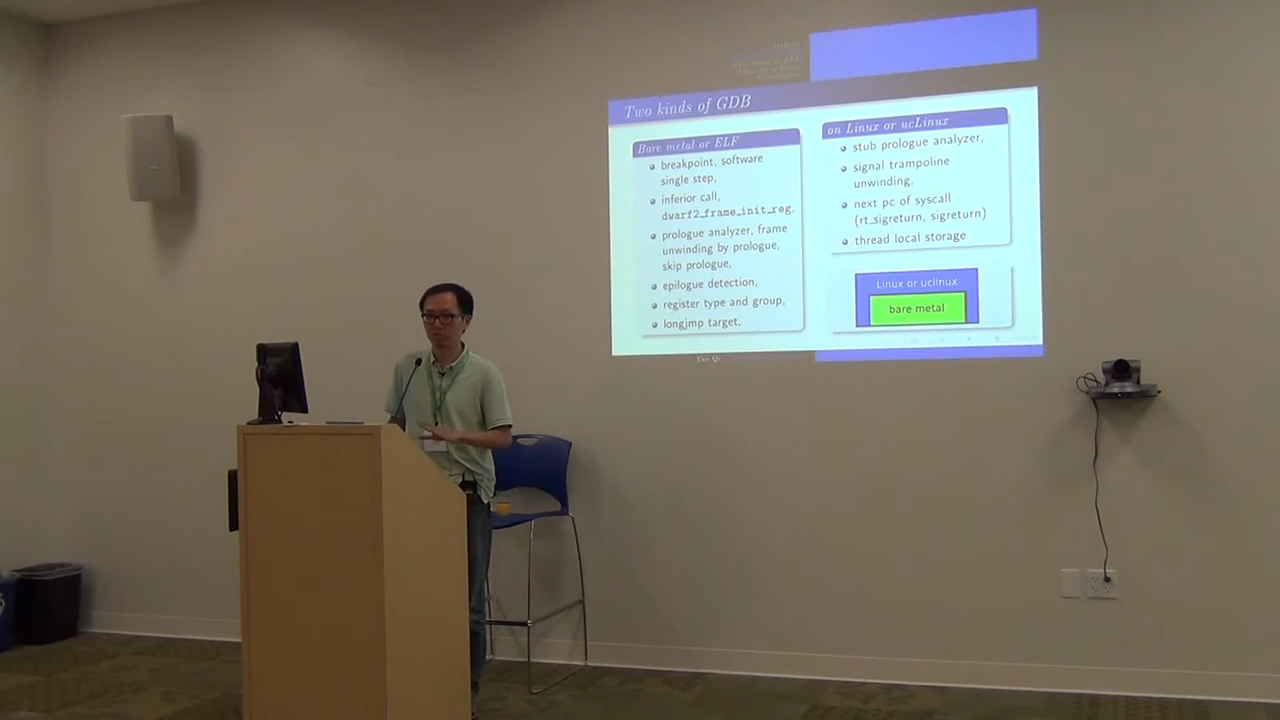 Two kinds of GDB
Bare metal or ELF
breakpoint, software
single step,
inferior call,
dwarf2_frame_init_reg,
prologue analyzer, frame
unwinding by prologue,
skip prologue,
epilogue detection,
register type and group,
longjmp target,
on Linux or ucLinux
stub prologue analyzer,
signal trampoline
unwinding,
next pc of syscall
(rt_sigreturn, sigreturn)
thread local storage
Linux or uclinux
bare metal